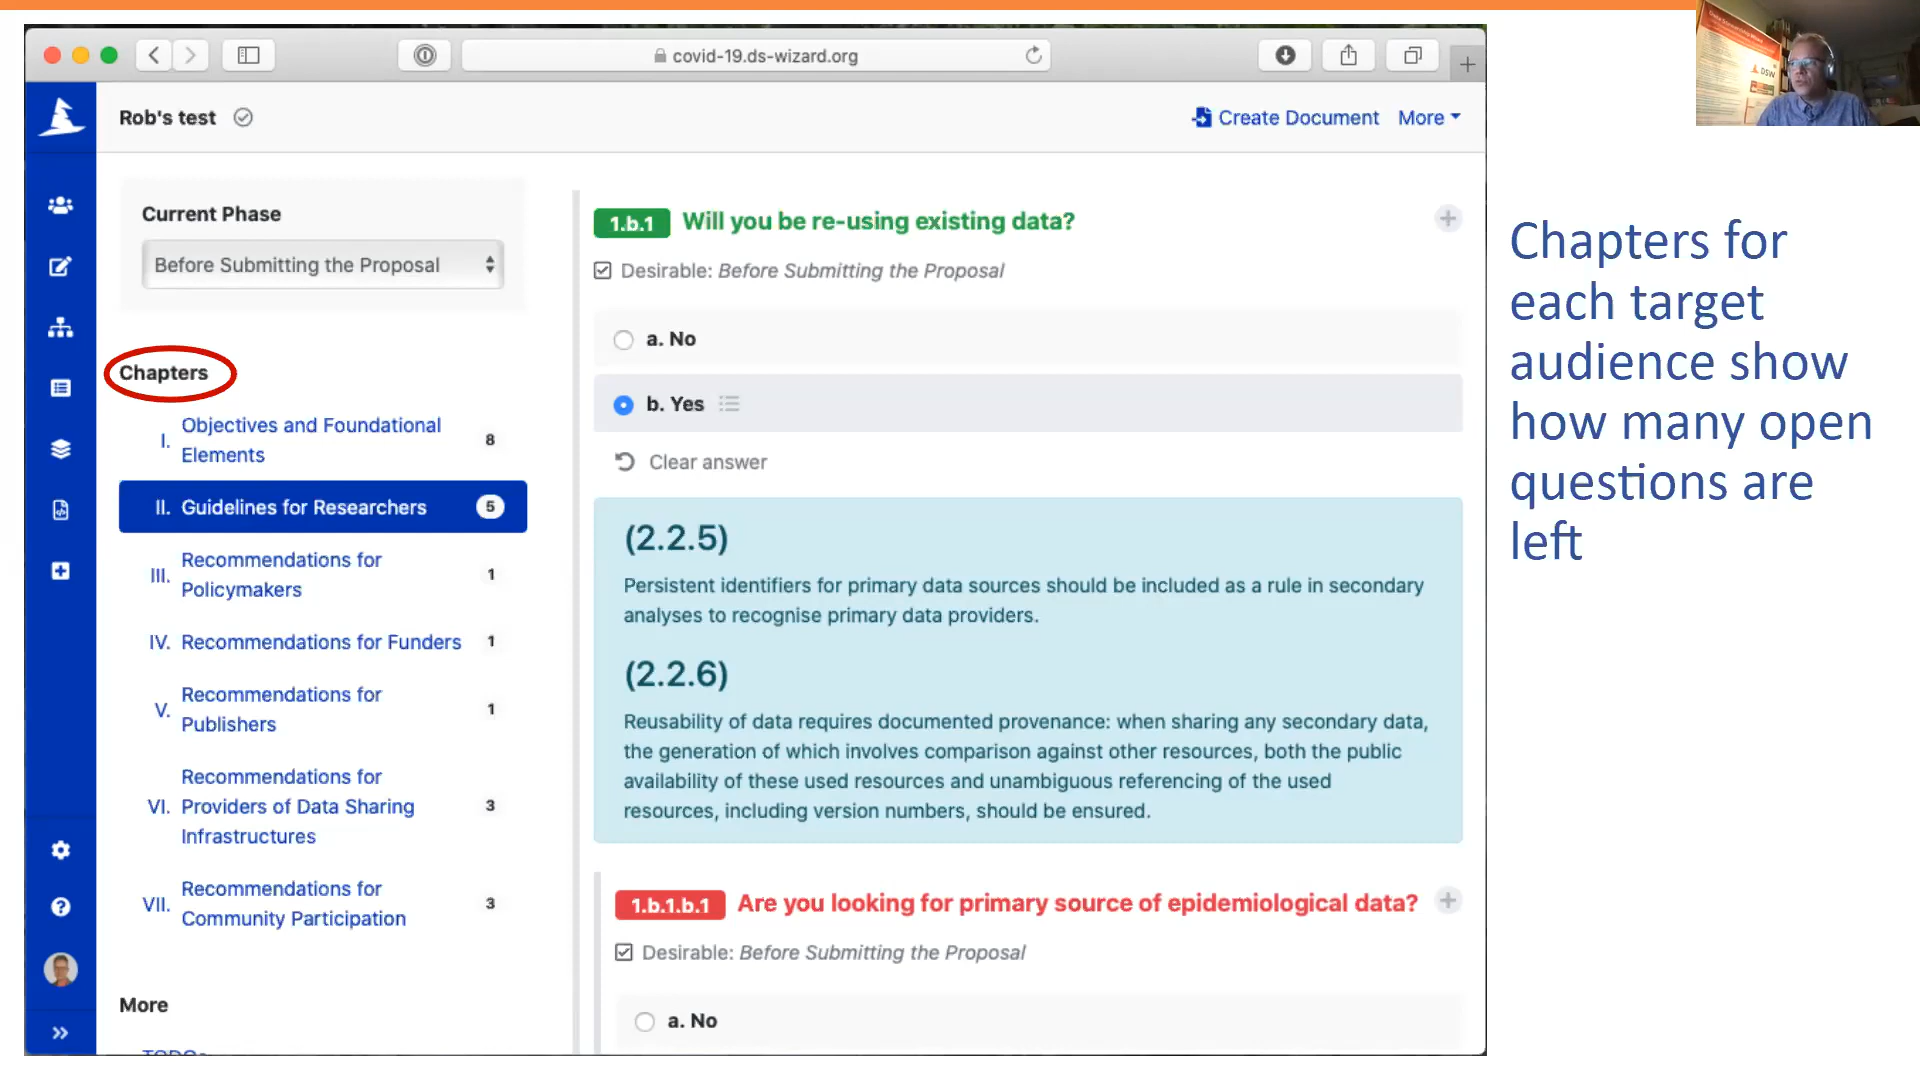 covid-19.ds-wizard.org
Rob's test
Create Document
More
Current Phase
Before Submitting the Proposal
Chapters
I. Objectives and Foundational
Elements
8
II. Guidelines for Researchers
5
III. Recommendations for
Policymakers
1
IV. Recommendations for Funders
1
V. Recommendations for
Publishers
1
VI. Recommendations for
Providers of Data Sharing
Infrastructures
3
VII. Recommendations for
Community Participation
3
More
TODOs
1.b.1 Will you be re-using existing data?
Desirable: Before Submitting the Proposal
a. No
b. Yes
Clear answer
(2.2.5)
Persistent identifiers for primary data sources should be included as a rule in secondary
analyses to recognise primary data providers.
(2.2.6)
Reusability of data requires documented provenance: when sharing any secondary data,
the generation of which involves comparison against other resources, both the public
availability of these used resources and unambiguous referencing of the used
resources, including version numbers, should be ensured.
1.b.1.b.1 Are you looking for primary source of epidemiological data?
Desirable: Before Submitting the Proposal
a. No
DSW
Chapters for
each target
audience show
how many open
questions are
left